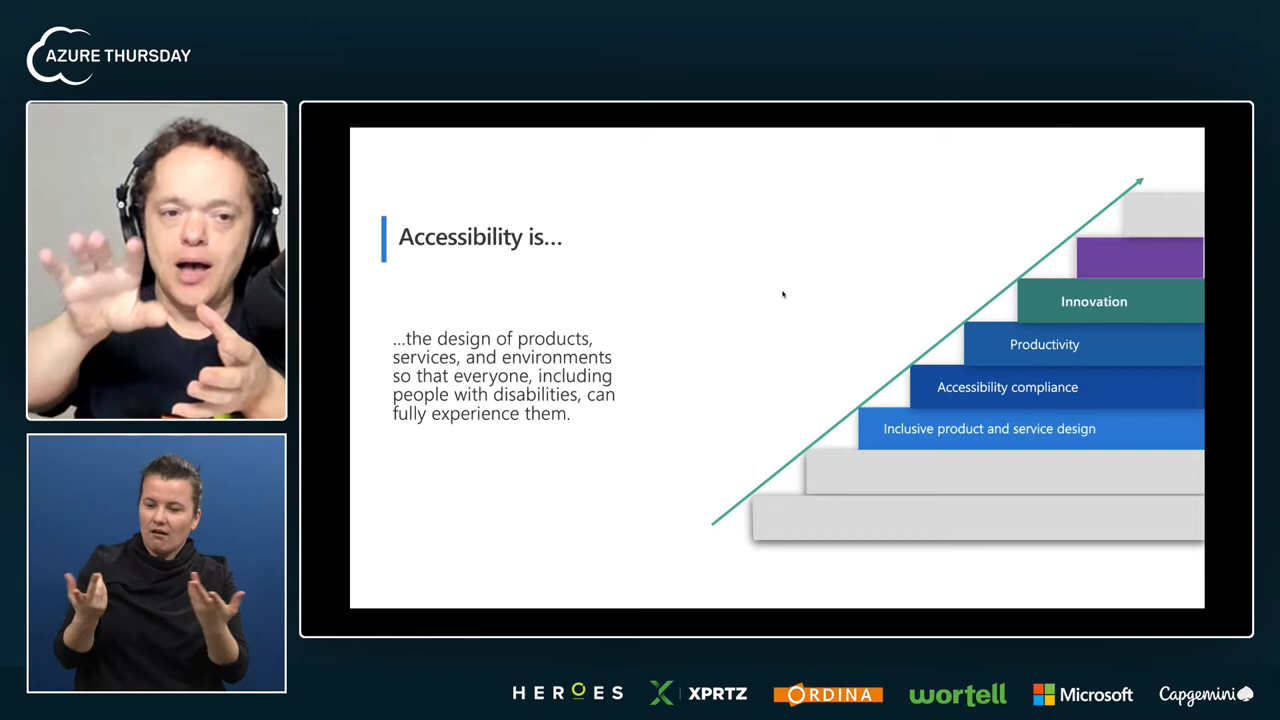 AZURE THURSDAY
Accessibility is...
...the design of products,
services, and environments
so that everyone, including
people with disabilities, can
fully experience them.
Innovation
Productivity
Accessibility compliance
Inclusive product and service design
HEROES
XPRTZ
ORDINA
wortell
Microsoft
Capgemini